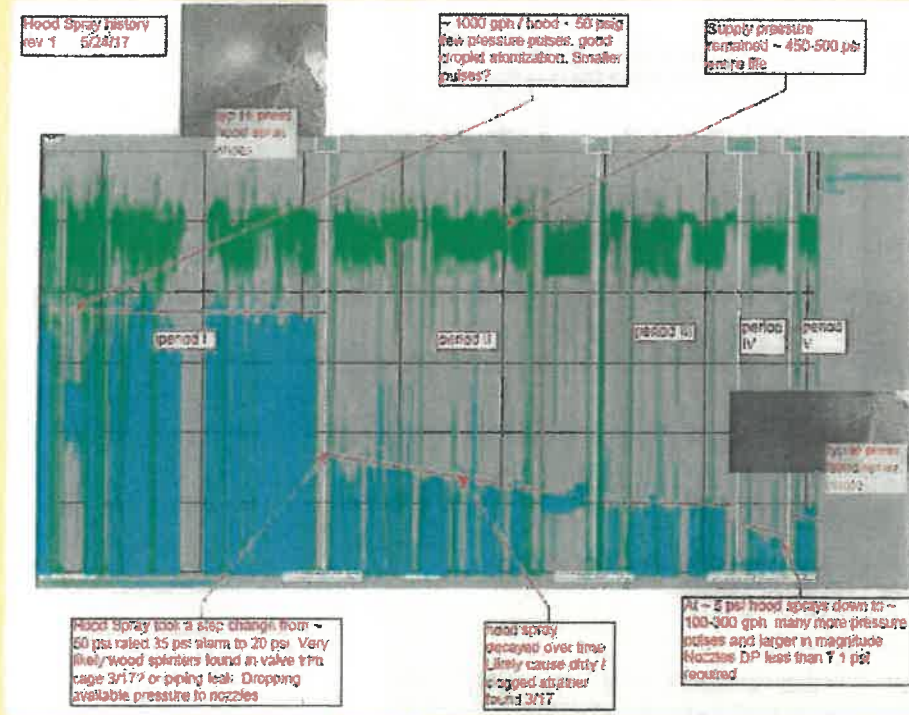 Hood Spray history
rev 1 5/24/17
~ 1000 gph / hood - 50 psig
few pressure pulses. good
droplet atomization. Smaller
pulses?
Supply pressure
remained ~ 450-500 psi
entire life
press
hood spray
period I
period II
period III
period
IV
period
V
Hood Spray took a step change from ~
50 psi rated 35 psi alarm to 20 psi. Very
likely wood splinters found in valve trim
cage 3/17? or piping leak. Dropping
available pressure to nozzles
hood spray
decayed over time
Likely cause dirty /
clogged strainer
found 3/17
At ~ 5 psi hood sprays down to ~
100-300 gph many more pressure
pulses and larger in magnitude
Nozzles DP less than 1 psi
required